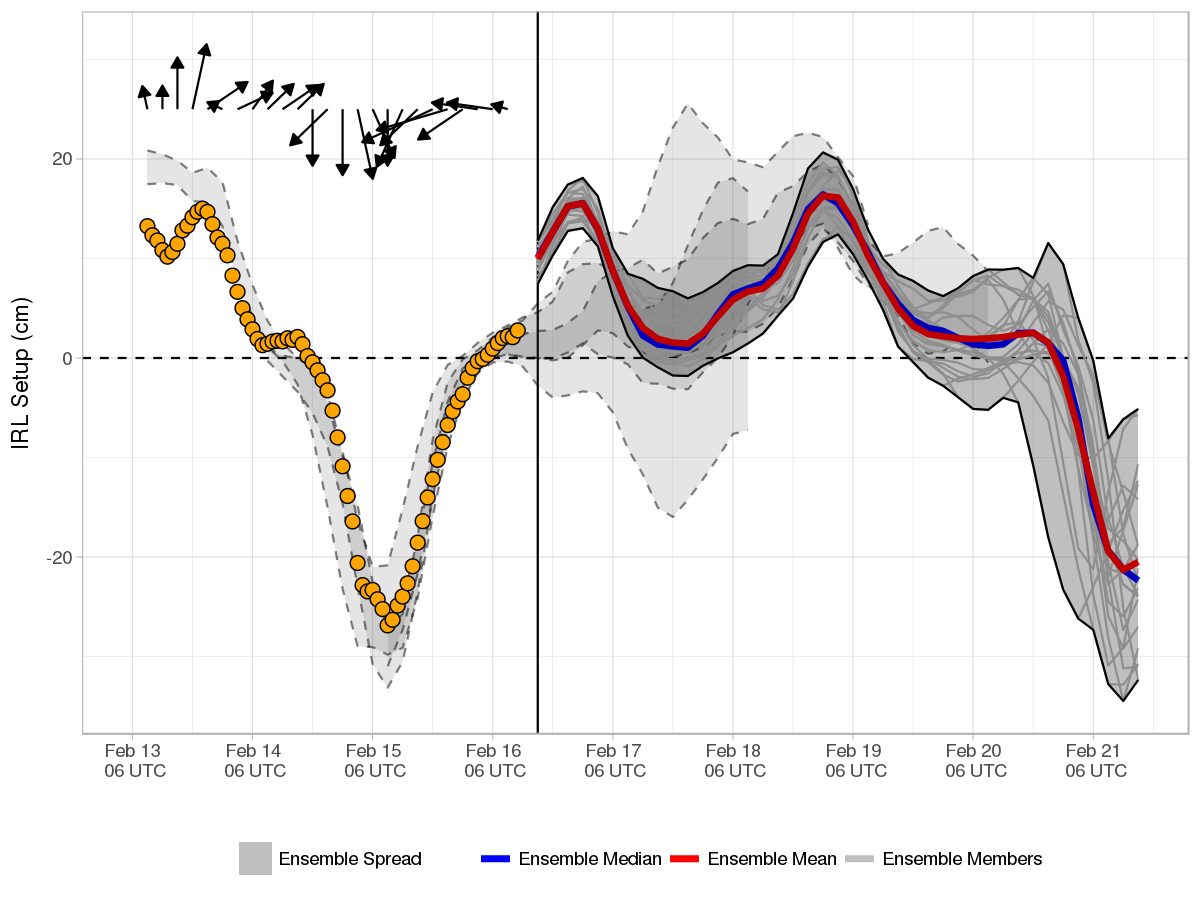 IRL Setup (cm)
20
0
-20
Feb 13 Feb 14 Feb 15 Feb 16 Feb 17 Feb 18 Feb 19 Feb 20 Feb 21
06 UTC 06 UTC 06 UTC 06 UTC 06 UTC 06 UTC 06 UTC 06 UTC 06 UTC
Ensemble Spread Ensemble Median Ensemble Mean Ensemble Members